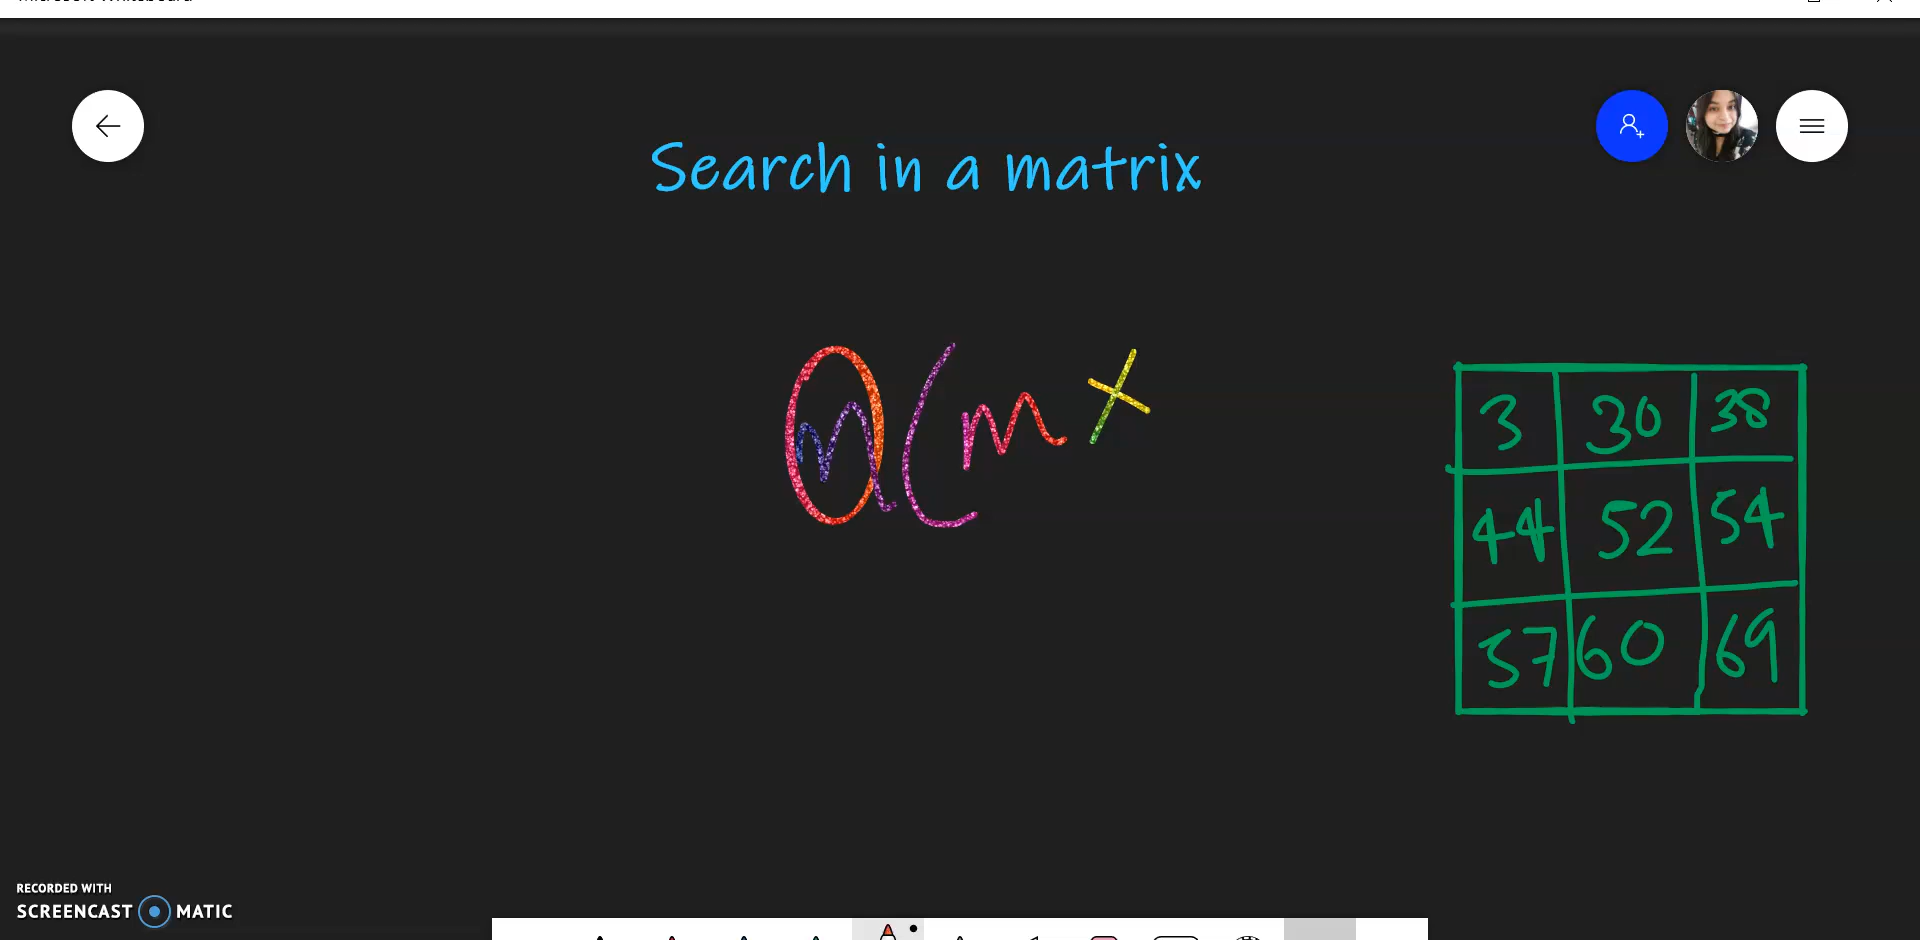 Search in a matrix
O(m+
n
3 30 38
44 52 54
57 60 69
RECORDED WITH
SCREENCAST MATIC